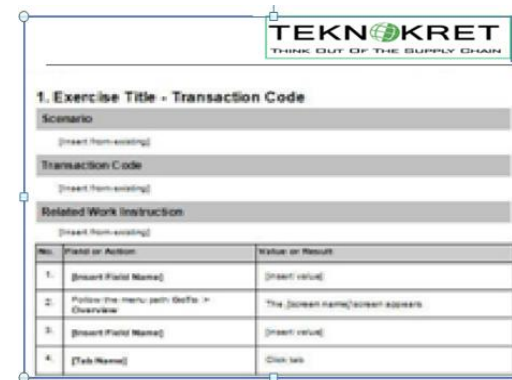 TEKNOKRET
THINK OUT OF THE SUPPLY CHAIN
1. Exercise Title - Transaction Code
Scenario
[Insert from existing]
Transaction Code
[Insert from existing]
Related Work Instruction
[Insert from existing]
No. Field or Action Value or Result
1. [Insert Field Name] [Insert value]
2. Follow the menu path GoTo >
Overview
The [screen name] screen appears
3. [Insert Field Name] [Insert value]
4. [Tab Name] Click tab